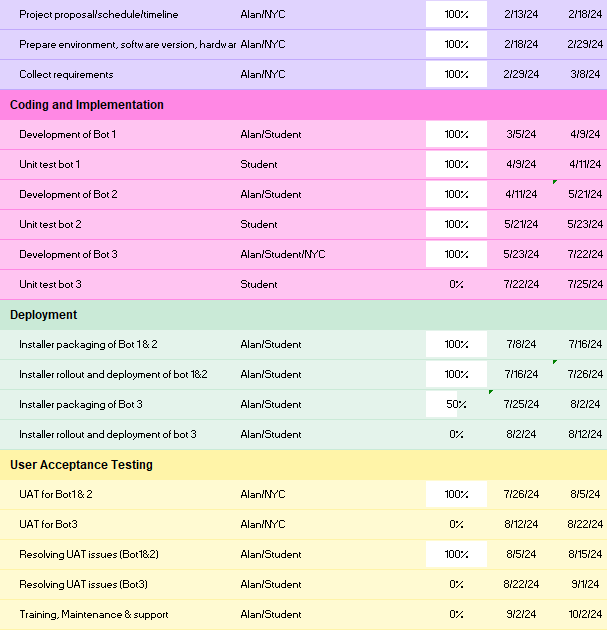 Project proposal/schedule/timeline Alan/NYC 100% 2/13/24 2/18/24
Prepare environment, software version, hardwar Alan/NYC 100% 2/18/24 2/29/24
Collect requirements Alan/NYC 100% 2/29/24 3/8/24
Coding and Implementation
Development of Bot 1 Alan/Student 100% 3/5/24 4/9/24
Unit test bot 1 Student 100% 4/9/24 4/11/24
Development of Bot 2 Alan/Student 100% 4/11/24 5/21/24
Unit test bot 2 Student 100% 5/21/24 5/23/24
Development of Bot 3 Alan/Student/NYC 100% 5/23/24 7/22/24
Unit test bot 3 Student 0% 7/22/24 7/25/24
Deployment
Installer packaging of Bot 1& 2 Alan/Student 100% 7/8/24 7/16/24
Installer rollout and deployment of bot 1&2 Alan/Student 100% 7/16/24 7/26/24
Installer packaging of Bot 3 Alan/Student 50% 7/25/24 8/2/24
Installer rollout and deployment of bot 3 Alan/Student 0% 8/2/24 8/12/24
User Acceptance Testing
UAT for Bot1 & 2 Alan/NYC 100% 7/26/24 8/5/24
UAT for Bot3 Alan/NYC 0% 8/12/24 8/22/24
Resolving UAT issues (Bot1&2) Alan/Student 100% 8/5/24 8/15/24
Resolving UAT issues (Bot3) Alan/Student 0% 8/22/24 9/1/24
Training, Maintenance & support Alan/Student 0% 9/2/24 10/2/24